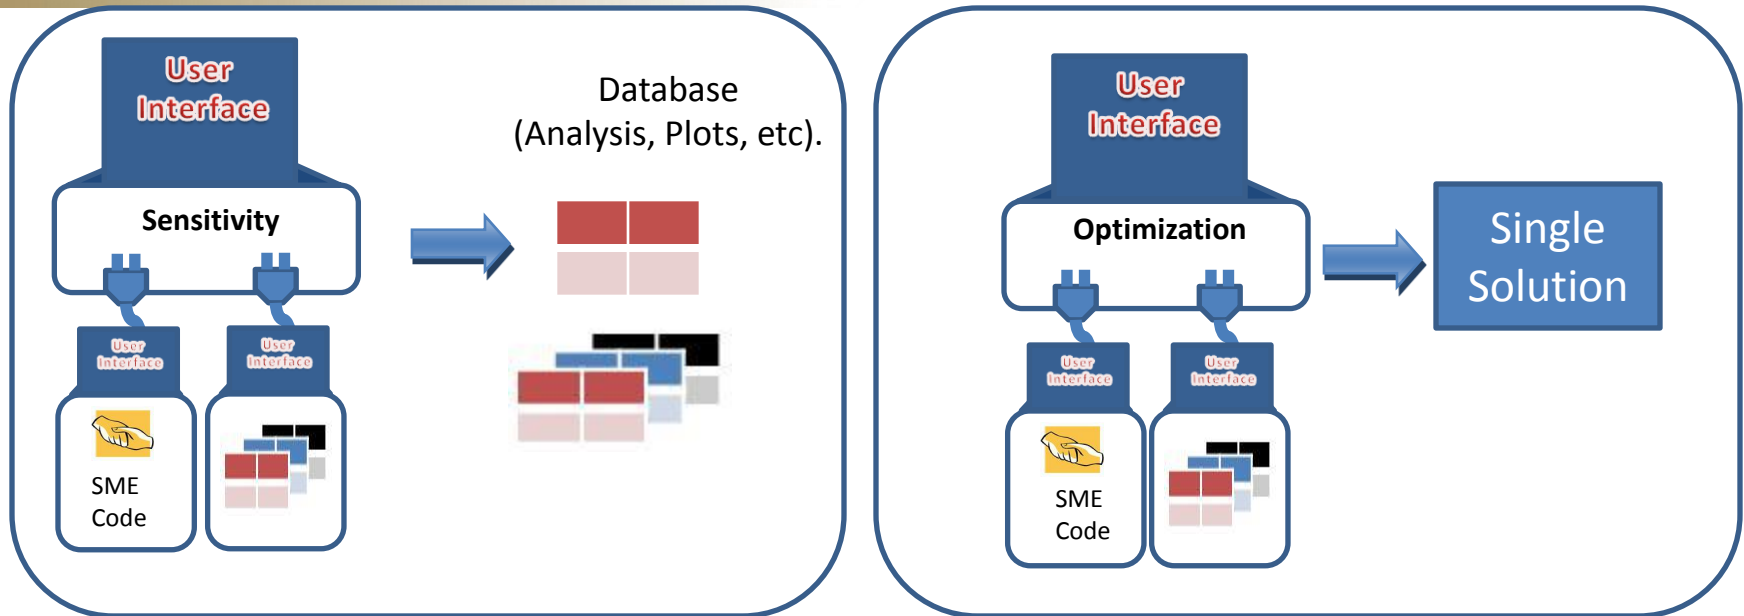 User
Interface
Sensitivity
User
Interface
User
Interface
SME
Code
Database
(Analysis, Plots, etc).
User
Interface
Optimization
User
Interface
User
Interface
SME
Code
Single
Solution